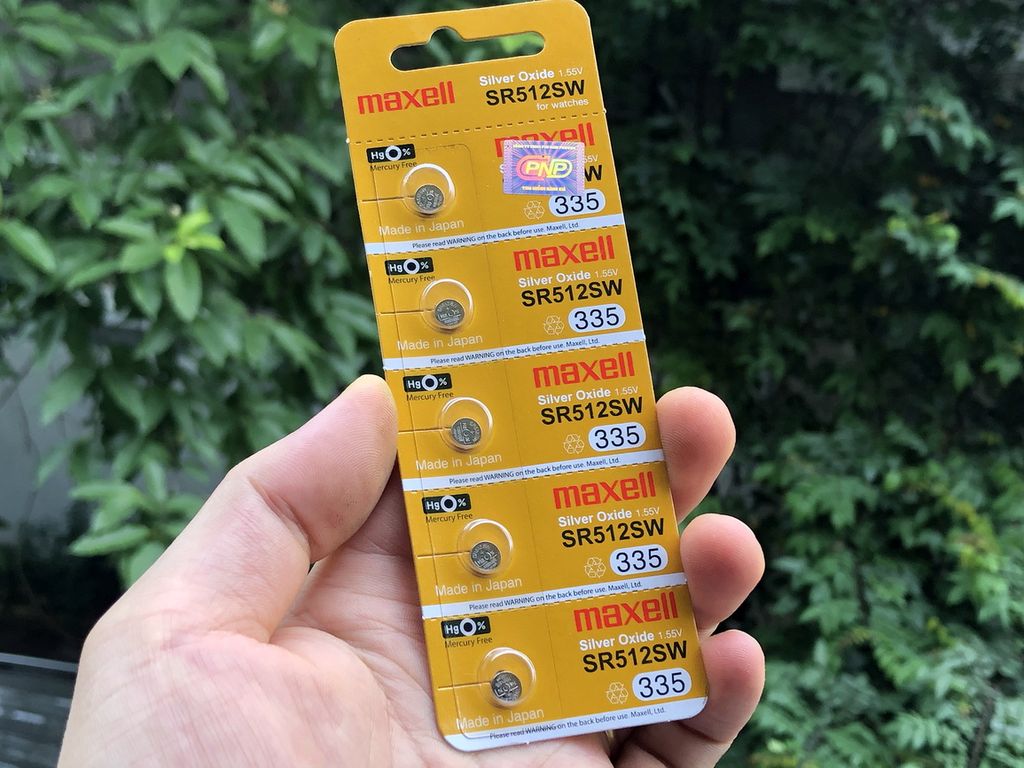 maxell
Silver Oxide 1.55V
SR512SW
for watches
Hg0%
Mercury Free
maxell
PNP
335
Made in Japan
Please read WARNING on the back before use. Maxell, Ltd.
Hg0%
Mercury Free
maxell
Silver Oxide 1.55V
SR512SW
335
Made in Japan
Please read WARNING on the back before use. Maxell, Ltd.
Hg0%
Mercury Free
maxell
Silver Oxide 1.55V
SR512SW
335
Made in Japan
Please read WARNING on the back before use. Maxell, Ltd.
Hg0%
Mercury Free
maxell
Silver Oxide 1.55V
SR512SW
335
Made in Japan
Please read WARNING on the back before use. Maxell, Ltd.
Hg0%
Mercury Free
maxell
Silver Oxide 1.55V
SR512SW
335
Made in Japan
Please read WARNING on the back before use. Maxell, Ltd.